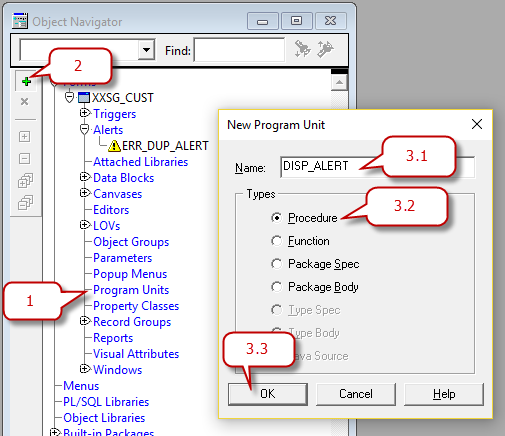 Object Navigator
Find:
2
Forms
XXSG_CUST
Triggers
Alerts
ERR_DUP_ALERT
Attached Libraries
Data Blocks
Canvases
Editors
LOVs
Object Groups
Parameters
Popup Menus
1
Program Units
Property Classes
Record Groups
Reports
Visual Attributes
Windows
Menus
PL/SQL Libraries
Object Libraries
Built-in Packages
New Program Unit
Name: DISP_ALERT
3.1
Types
Procedure
3.2
Function
Package Spec
Package Body
Type Spec
Type Body
3.3
Java Source
OK Cancel Help